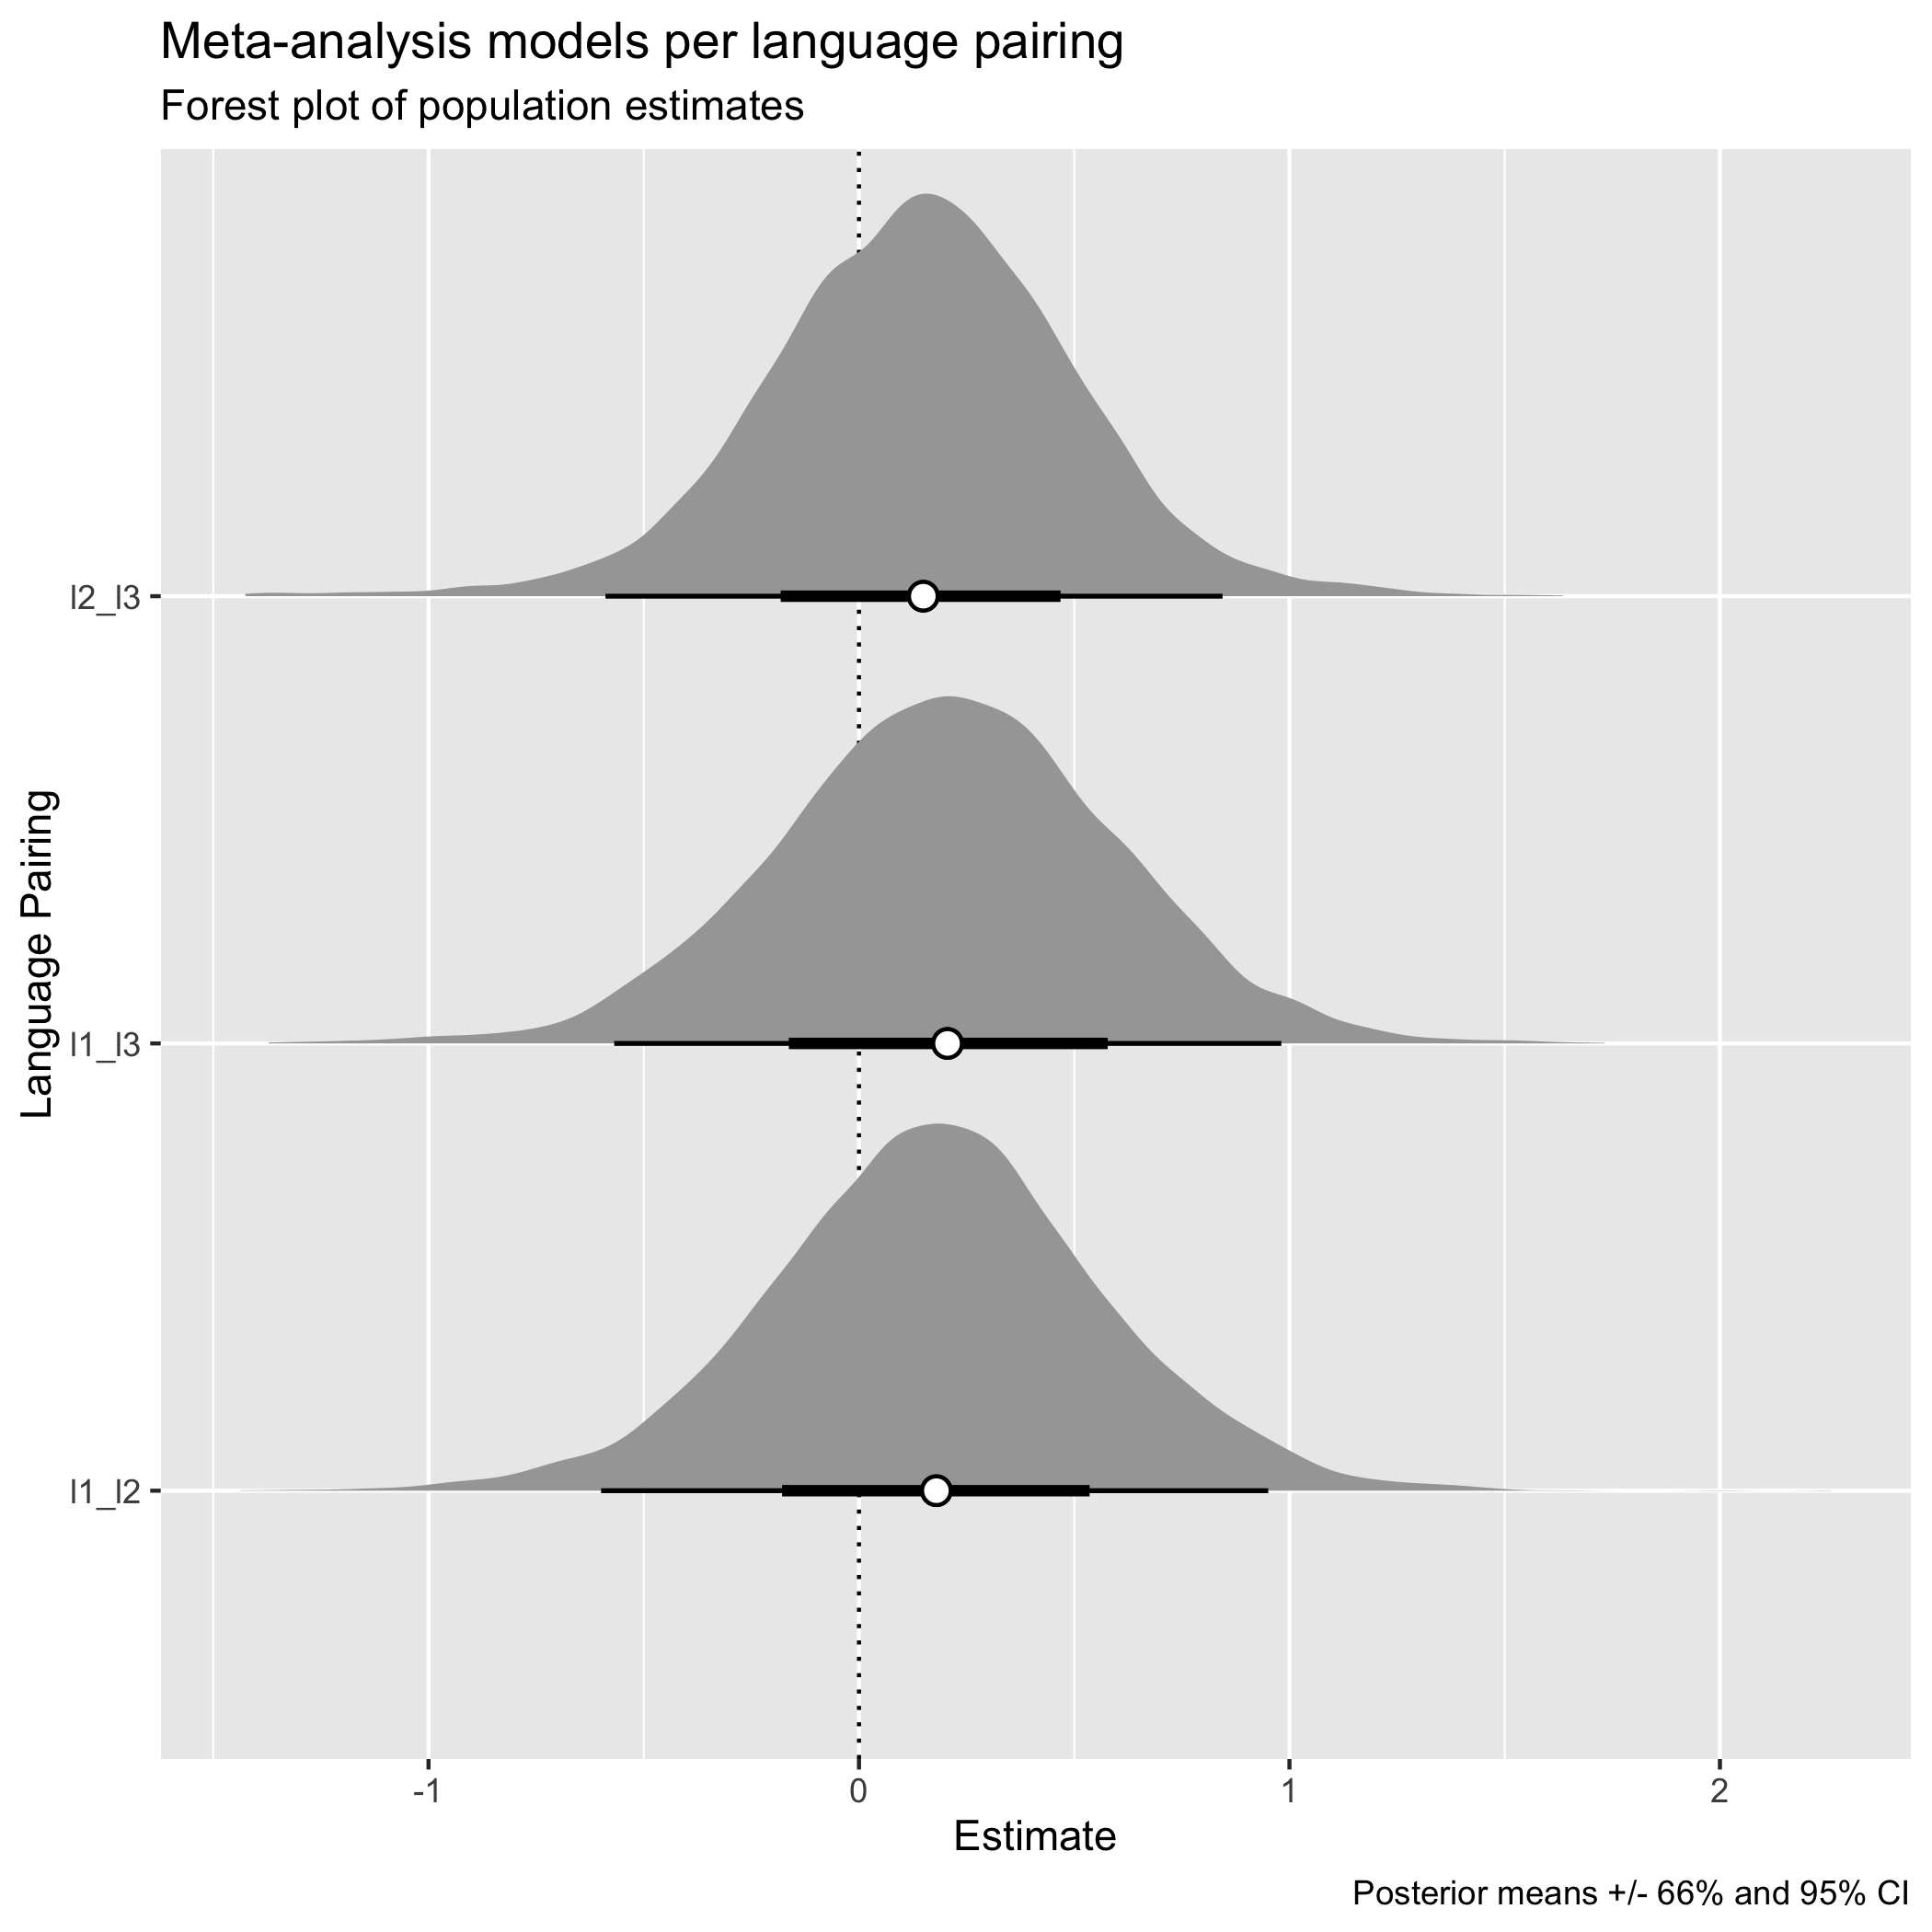 Meta-analysis models per language pairing
Forest plot of population estimates
Language Pairing
l2_l3
l1_l3
l1_l2
-1 0 1 2
Estimate
Posterior means +/- 66% and 95% CI